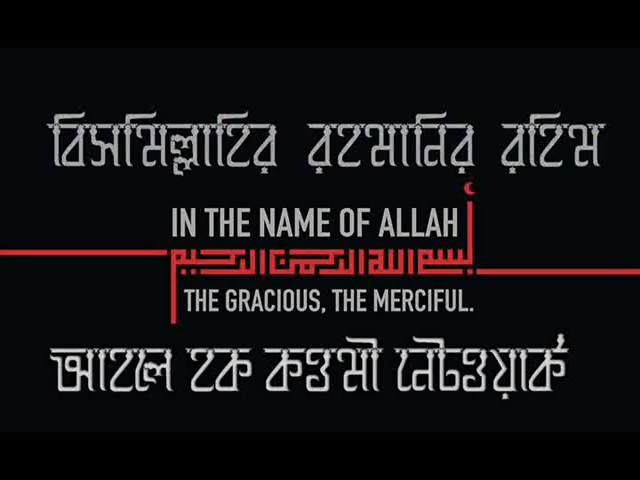 বিসমিল্লাহির রহমানির রহিম
IN THE NAME OF ALLAH
بسم الله الرحمن الرحيم
THE GRACIOUS, THE MERCIFUL.
আহলে হক কওমী নেটওয়ার্ক